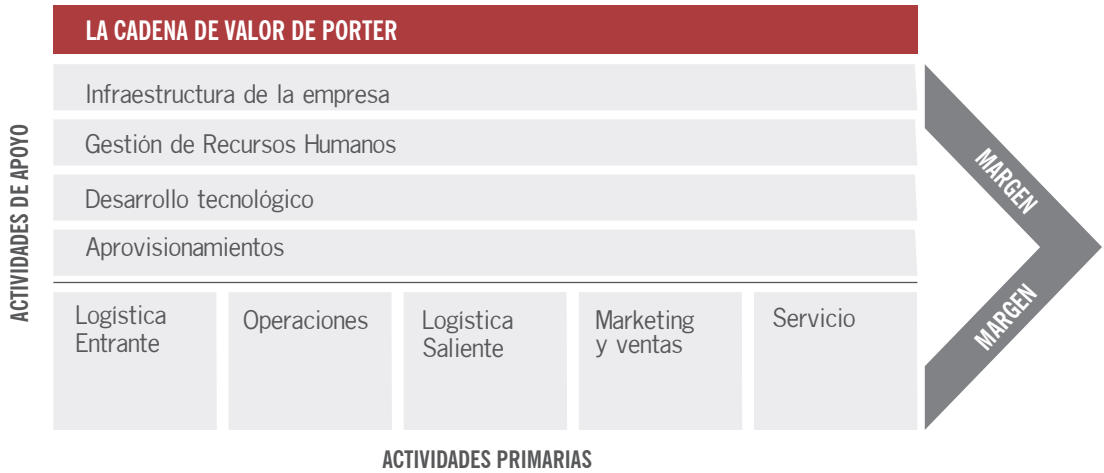 LA CADENA DE VALOR DE PORTER
ACTIVIDADES DE APOYO
Infraestructura de la empresa
Gestión de Recursos Humanos
Desarrollo tecnológico
Aprovisionamientos
MARGEN
MARGEN
Logística
Entrante
Operaciones
Logística
Saliente
Marketing
y ventas
Servicio
ACTIVIDADES PRIMARIAS